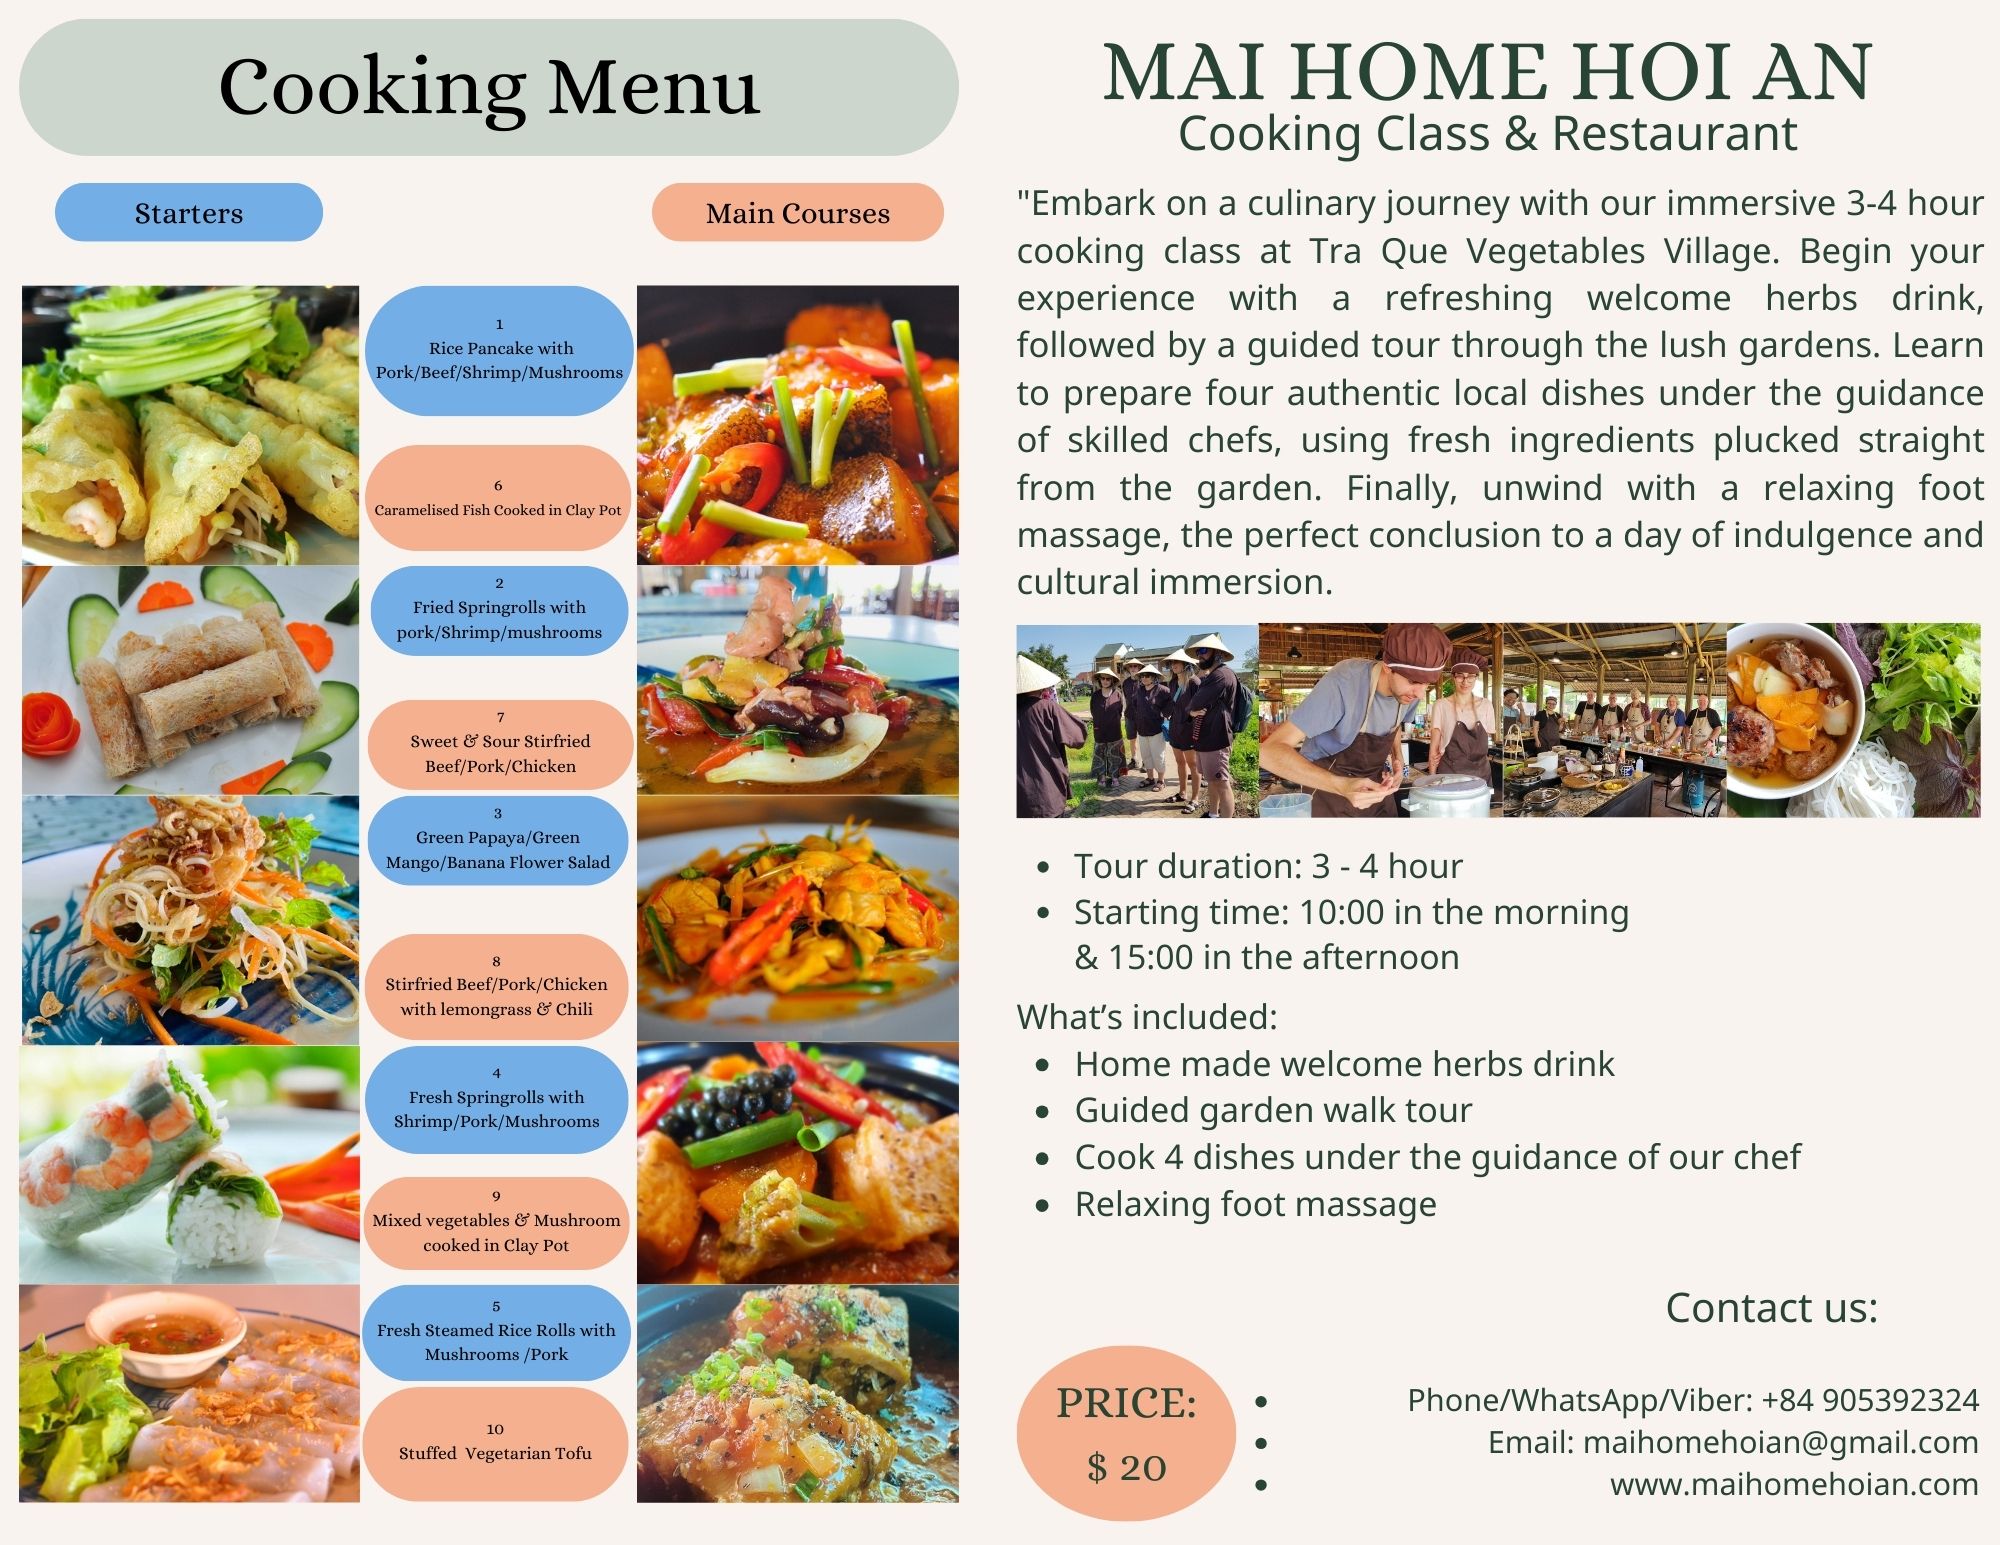 Cooking Menu
Starters
Main Courses
1
Rice Pancake with
Pork/Beef/Shrimp/Mushrooms
6
Caramelised Fish Cooked in Clay Pot
2
Fried Springrolls with
pork/Shrimp/mushrooms
7
Sweet & Sour Stirfried
Beef/Pork/Chicken
3
Green Papaya/Green
Mango/Banana Flower Salad
8
Stirfried Beef/Pork/Chicken
with lemongrass & Chili
4
Fresh Springrolls with
Shrimp/Pork/Mushrooms
9
Mixed vegetables & Mushroom
cooked in Clay Pot
5
Fresh Steamed Rice Rolls with
Mushrooms /Pork
10
Stuffed  Vegetarian Tofu
MAI HOME HOI AN
Cooking Class & Restaurant
"Embark on a culinary journey with our immersive 3-4 hour
cooking class at Tra Que Vegetables Village. Begin your
experience with a refreshing welcome herbs drink,
followed by a guided tour through the lush gardens. Learn
to prepare four authentic local dishes under the guidance
of skilled chefs, using fresh ingredients plucked straight
from the garden. Finally, unwind with a relaxing foot
massage, the perfect conclusion to a day of indulgence and
cultural immersion.
• Tour duration: 3 - 4 hour
• Starting time: 10:00 in the morning
& 15:00 in the afternoon
What’s included:
• Home made welcome herbs drink
• Guided garden walk tour
• Cook 4 dishes under the guidance of our chef
• Relaxing foot massage
Contact us:
PRICE:
$ 20
• Phone/WhatsApp/Viber: +84 905392324
• Email: maihomehoian@gmail.com
• www.maihomehoian.com